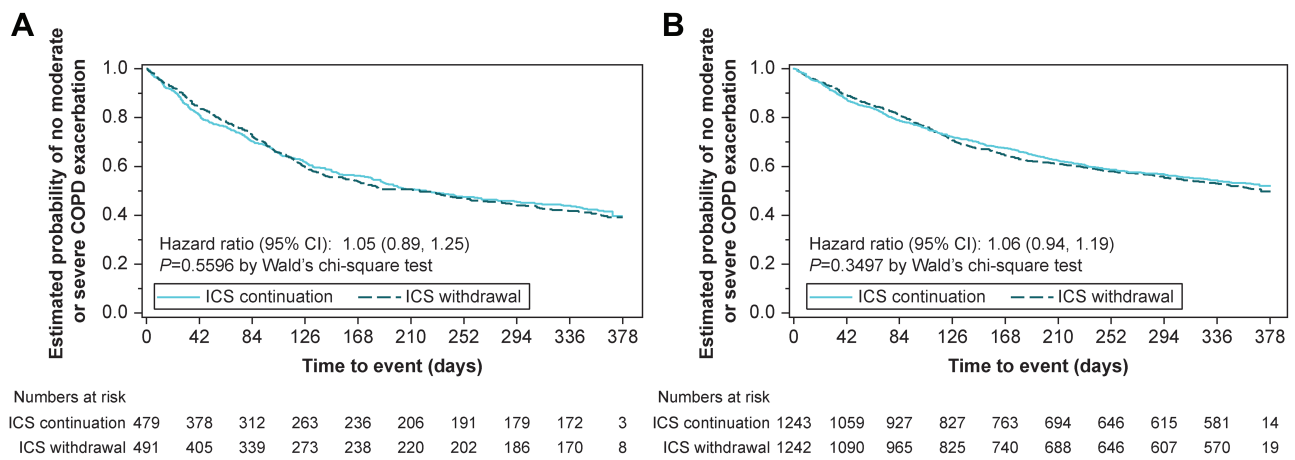 A
Estimated probability of no moderate
or severe COPD exacerbation
1.0
0.8
0.6
0.4
0.2
0.0
Hazard ratio (95% CI): 1.05 (0.89, 1.25)
P=0.5596 by Wald's chi-square test
ICS continuation ICS withdrawal
0 42 84 126 168 210 252 294 336 378
Time to event (days)
Numbers at risk
ICS continuation 479 378 312 263 236 206 191 179 172 3
ICS withdrawal 491 405 339 273 238 220 202 186 170 8
B
Estimated probability of no moderate
or severe COPD exacerbation
1.0
0.8
0.6
0.4
0.2
0.0
Hazard ratio (95% CI): 1.06 (0.94, 1.19)
P=0.3497 by Wald's chi-square test
ICS continuation ICS withdrawal
0 42 84 126 168 210 252 294 336 378
Time to event (days)
Numbers at risk
ICS continuation 1243 1059 927 827 763 694 646 615 581 14
ICS withdrawal 1242 1090 965 825 740 688 646 607 570 19